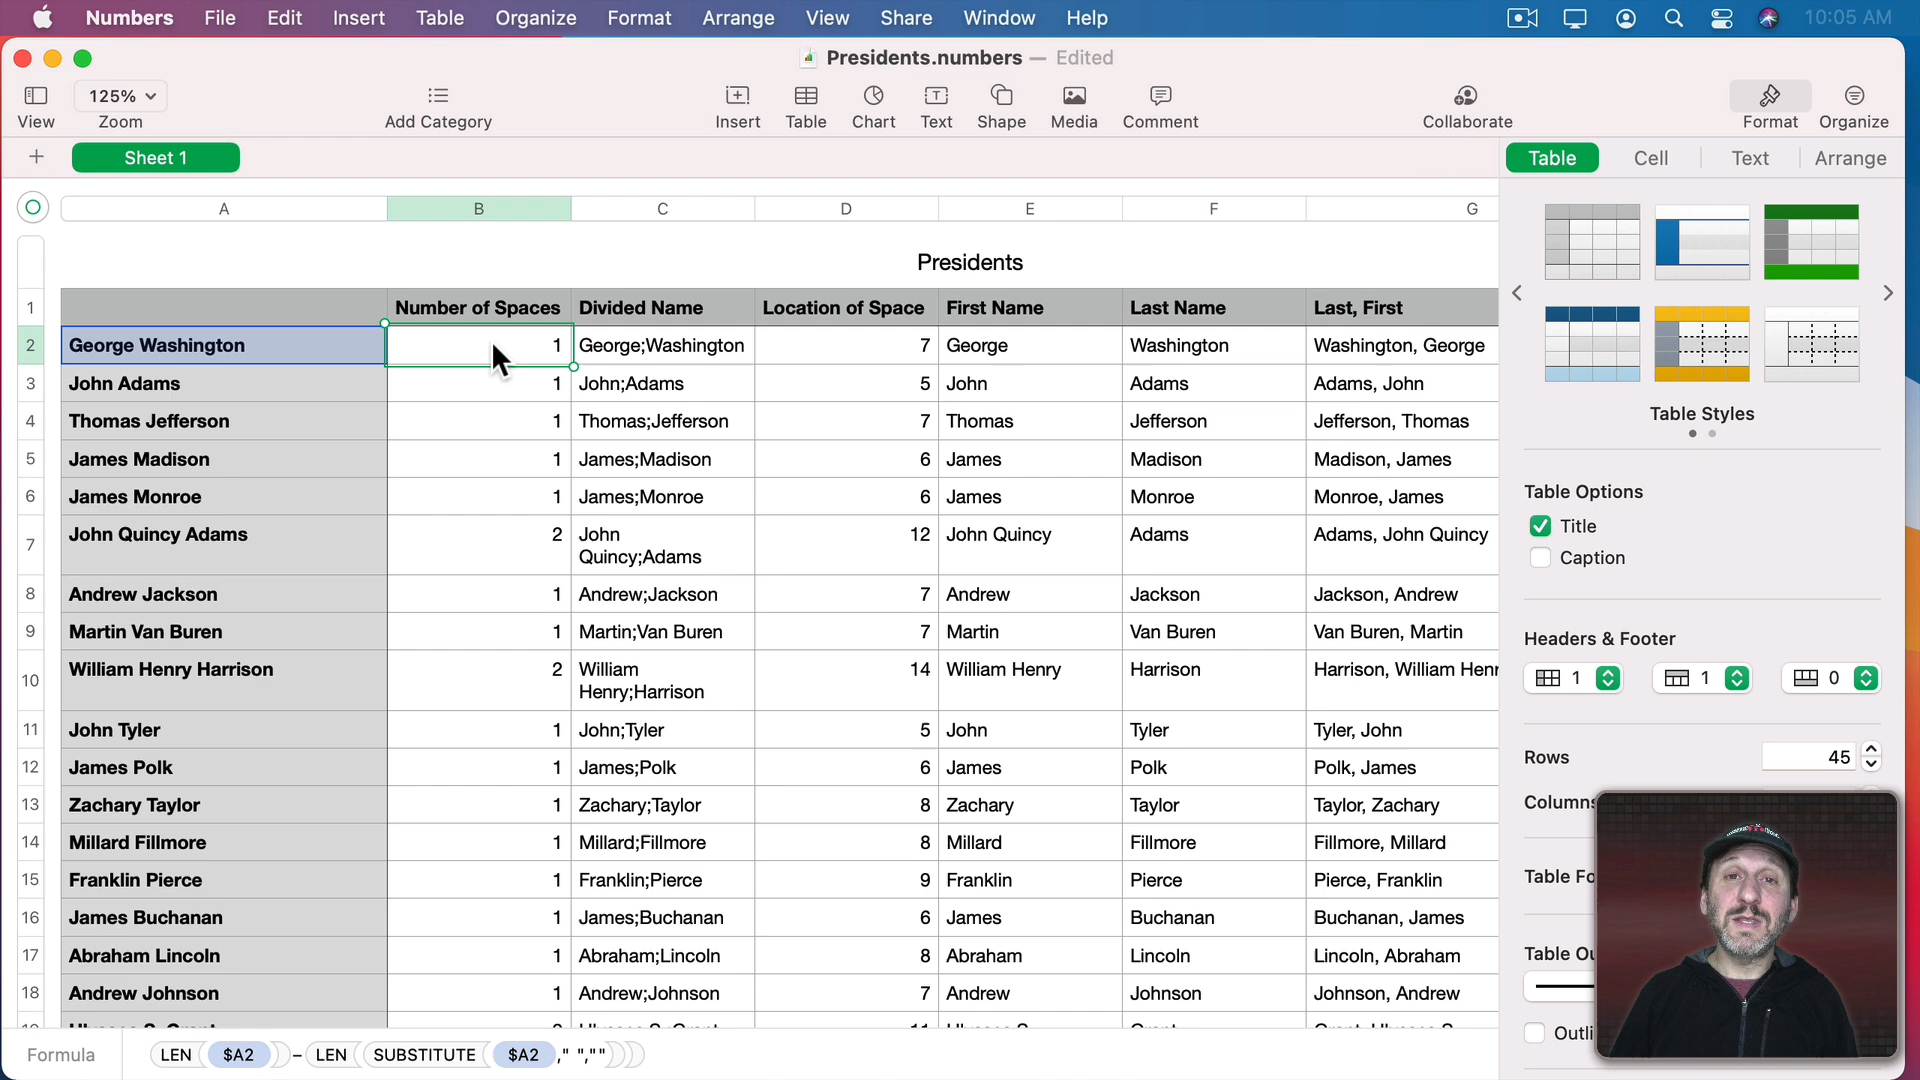 Numbers File Edit Insert Table Organize Format Arrange View Share Window Help 10:05 AM
Presidents.numbers — Edited
125%
View Zoom Add Category Insert Table Chart Text Shape Media Comment Collaborate Format Organize
Sheet 1 Table Cell Text Arrange
A B C D E F G
Presidents
1 Number of Spaces Divided Name Location of Space First Name Last Name Last, First
2 George Washington 1 George;Washington 7 George Washington Washington, George
3 John Adams 1 John;Adams 5 John Adams Adams, John
4 Thomas Jefferson 1 Thomas;Jefferson 7 Thomas Jefferson Jefferson, Thomas
5 James Madison 1 James;Madison 6 James Madison Madison, James
6 James Monroe 1 James;Monroe 6 James Monroe Monroe, James
7 John Quincy Adams 2 John Quincy;Adams 12 John Quincy Adams Adams, John Quincy
8 Andrew Jackson 1 Andrew;Jackson 7 Andrew Jackson Jackson, Andrew
9 Martin Van Buren 1 Martin;Van Buren 7 Martin Van Buren Van Buren, Martin
10 William Henry Harrison 2 William Henry;Harrison 14 William Henry Harrison Harrison, William Henr
11 John Tyler 1 John;Tyler 5 John Tyler Tyler, John
12 James Polk 1 James;Polk 6 James Polk Polk, James
13 Zachary Taylor 1 Zachary;Taylor 8 Zachary Taylor Taylor, Zachary
14 Millard Fillmore 1 Millard;Fillmore 8 Millard Fillmore Fillmore, Millard
15 Franklin Pierce 1 Franklin;Pierce 9 Franklin Pierce Pierce, Franklin
16 James Buchanan 1 James;Buchanan 6 James Buchanan Buchanan, James
17 Abraham Lincoln 1 Abraham;Lincoln 8 Abraham Lincoln Lincoln, Abraham
18 Andrew Johnson 1 Andrew;Johnson 7 Andrew Johnson Johnson, Andrew
Formula LEN $A2 – LEN SUBSTITUTE $A2 ," ",""
Table Styles
Table Options
Title
Caption
Headers & Footer
1 1 0
Rows 45
Columns
Table Fo
Table Ou
Outli